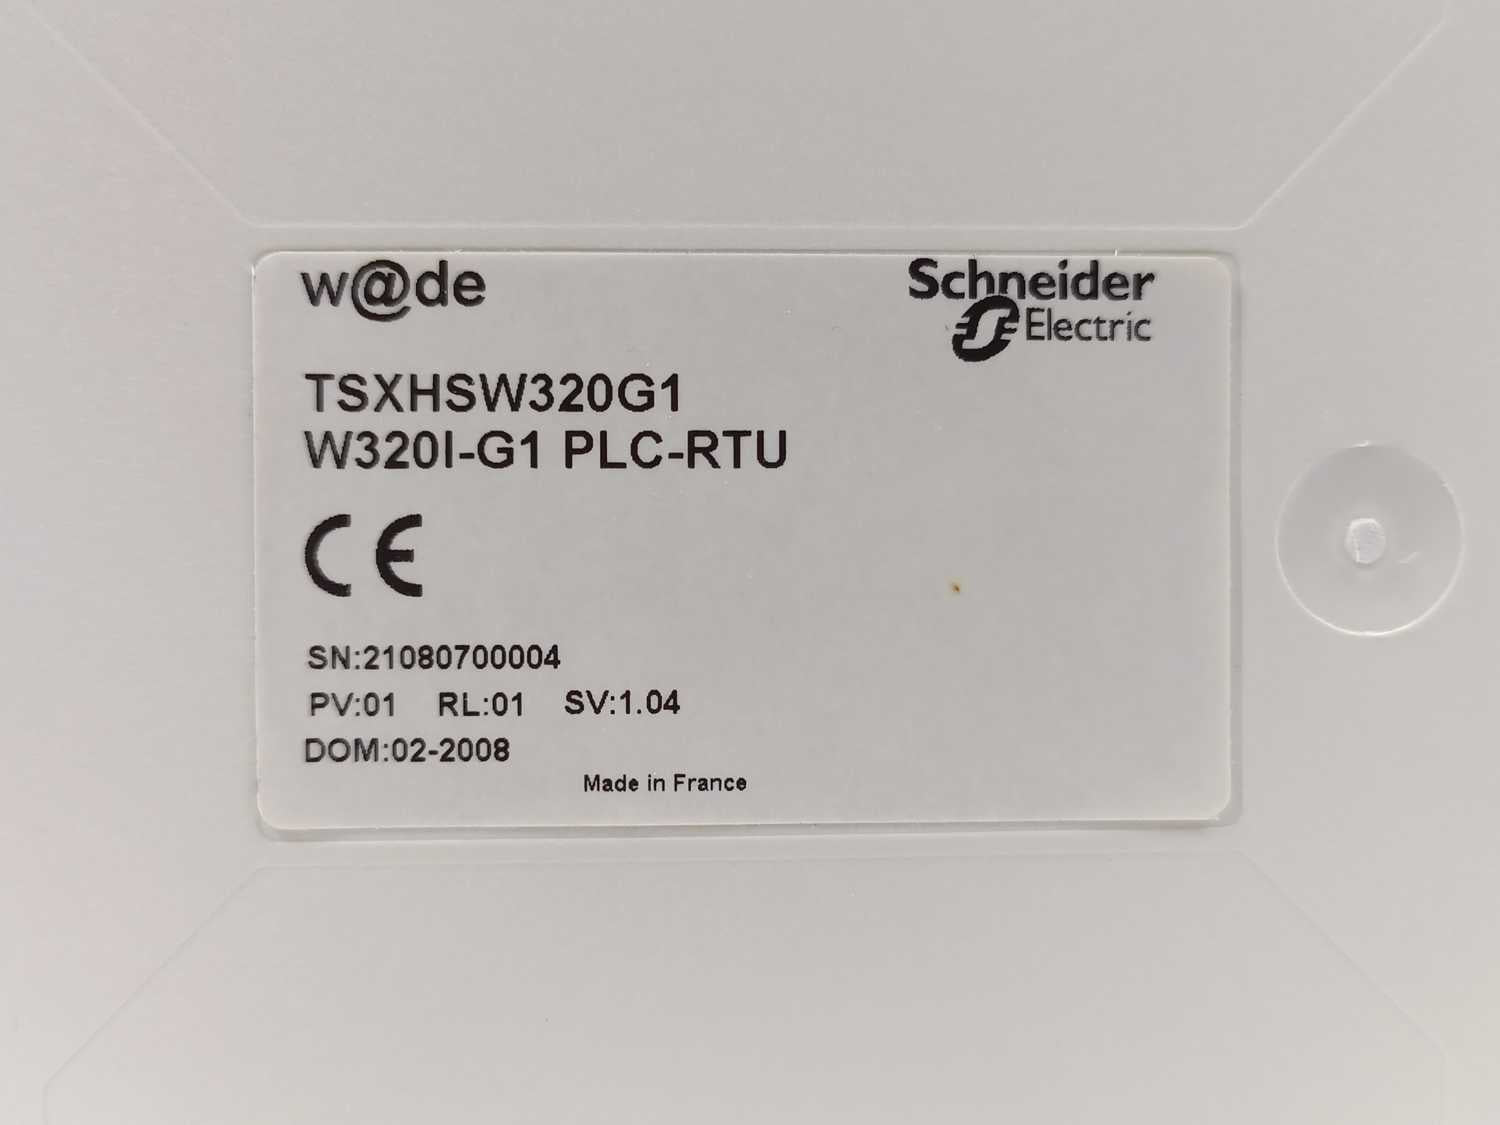 w@de
Schneider
Electric
TSXHSW320G1
W320I-G1 PLC-RTU
CE
SN:21080700004
PV:01 RL:01 SV:1.04
DOM:02-2008
Made in France